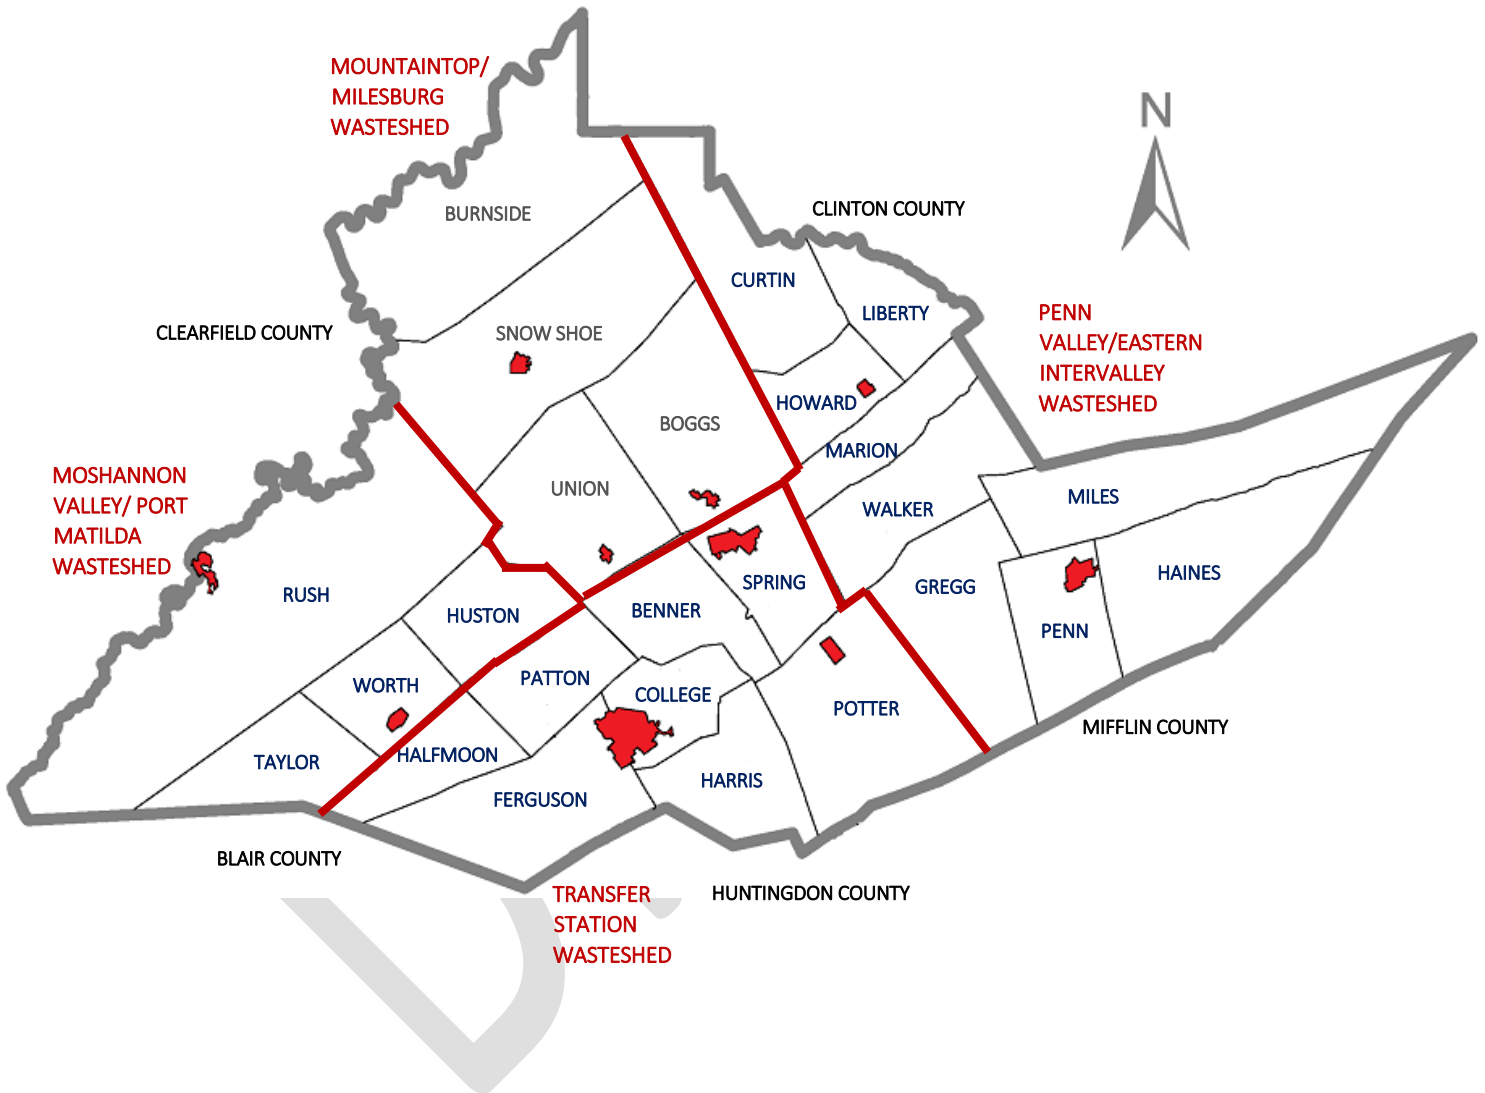 MOUNTAINTOP/
MILESBURG
WASTESHED
N
CLINTON COUNTY
BURNSIDE
CURTIN
LIBERTY
CLEARFIELD COUNTY
SNOW SHOE
PENN
VALLEY/EASTERN
INTERVALLEY
WASTESHED
HOWARD
BOGGS
MARION
MOSHANNON
VALLEY/ PORT
MATILDA
WASTESHED
UNION
WALKER
MILES
RUSH
HUSTON
BENNER
SPRING
GREGG
HAINES
PENN
WORTH
PATTON
COLLEGE
POTTER
MIFFLIN COUNTY
TAYLOR
HALFMOON
HARRIS
FERGUSON
BLAIR COUNTY
HUNTINGDON COUNTY
TRANSFER
STATION
WASTESHED